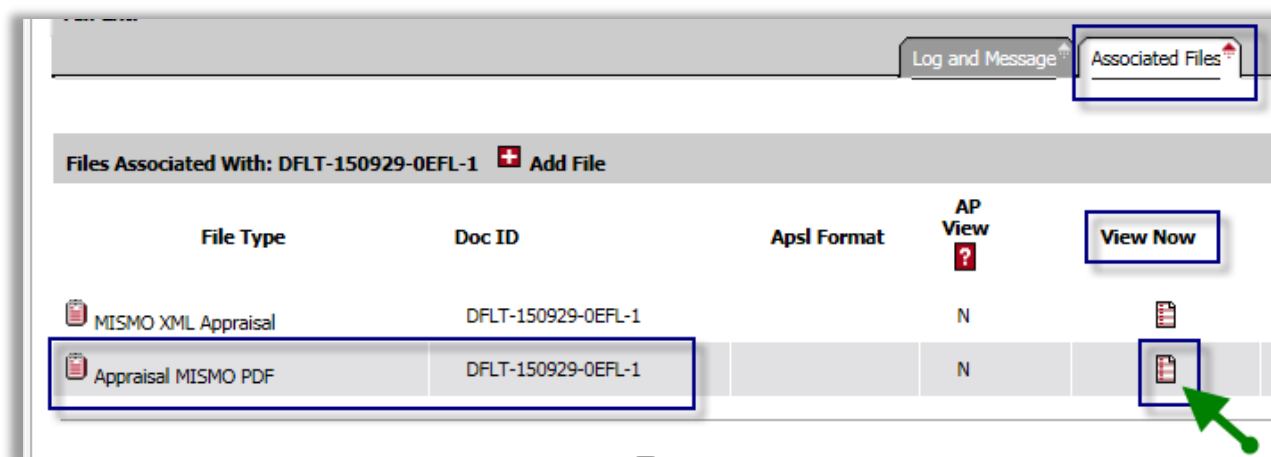 Log and Message
Associated Files
Files Associated With: DFLT-150929-0EFL-1 Add File
File Type Doc ID Apsl Format AP View ? View Now
MISMO XML Appraisal DFLT-150929-0EFL-1 N
Appraisal MISMO PDF DFLT-150929-0EFL-1 N